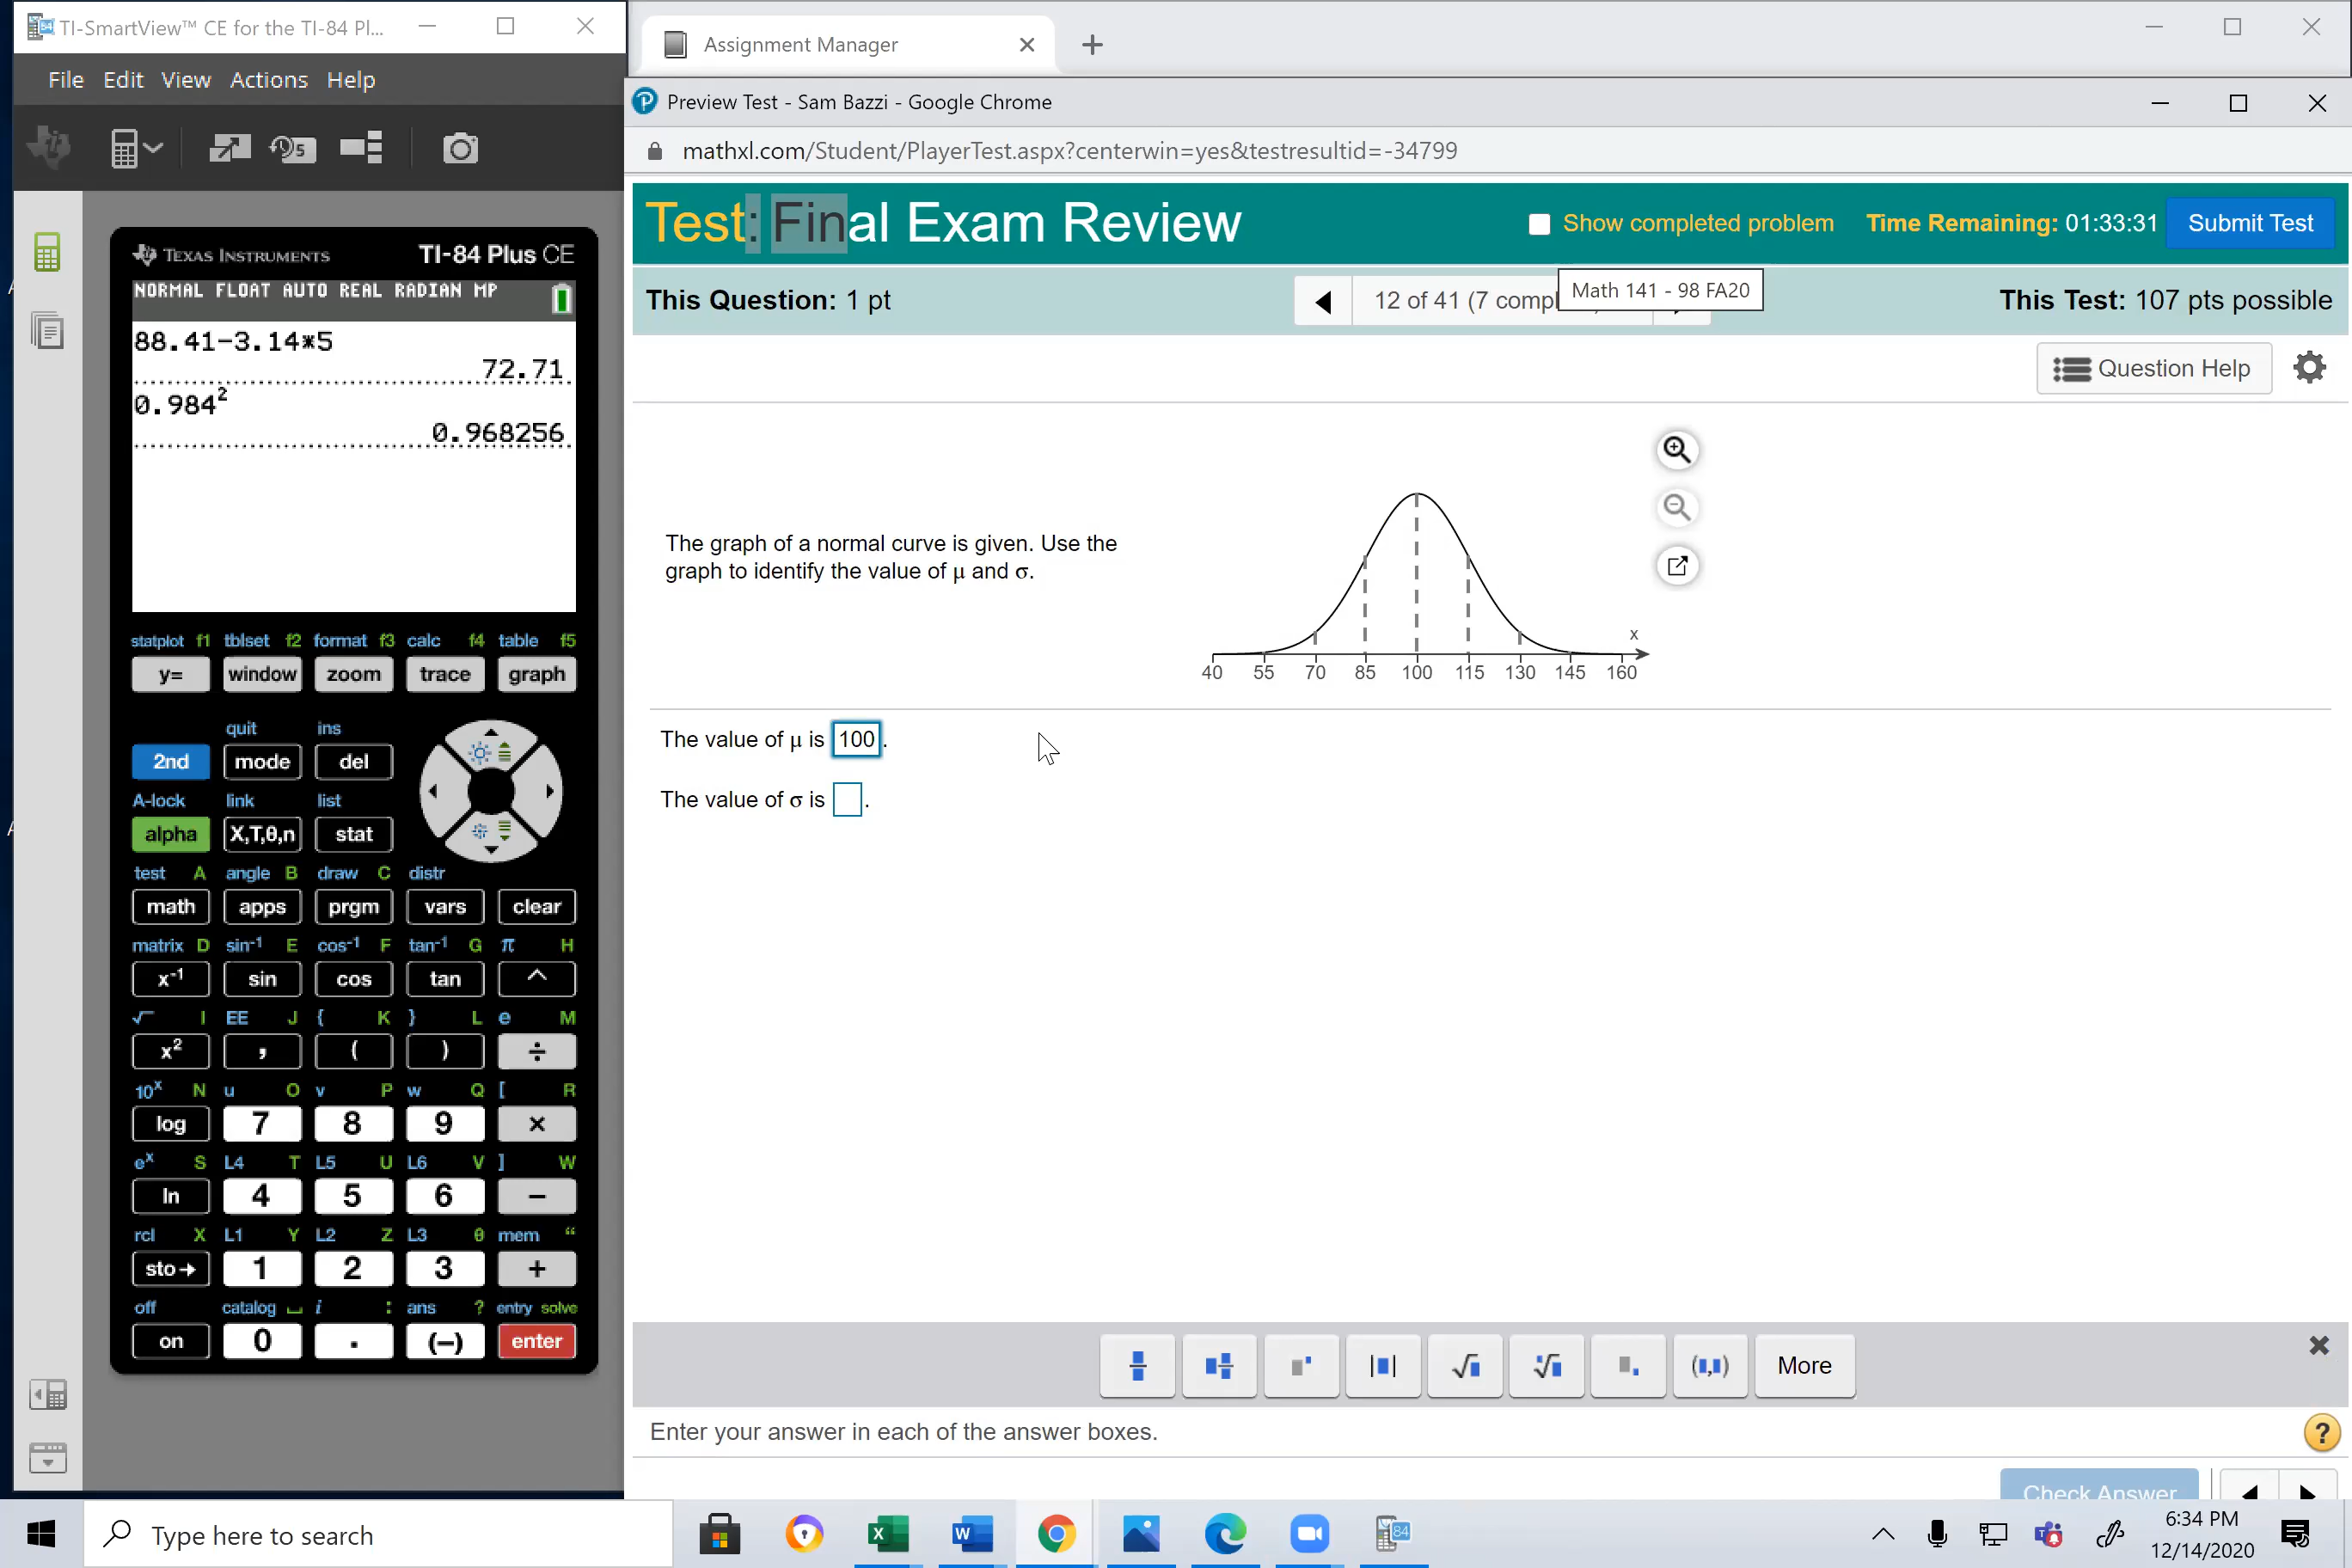 TI-SmartView™ CE for the TI-84 Pl...
File Edit View Actions Help
TEXAS INSTRUMENTS TI-84 Plus CE
NORMAL FLOAT AUTO REAL RADIAN MP
88.41-3.14*5
72.71
0.984²
0.968256
statplot f1 tblset f2 format f3 calc f4 table f5
y= window zoom trace graph
quit ins
2nd mode del
A-lock link list
alpha X,T,θ,n stat
test A angle B draw C distr
math apps prgm vars clear
matrix D sin-1 E cos-1 F tan-1 G π H
x-1 sin cos tan ^
√ I EE J { K } L e M
x² , ( ) ÷
10x N u O v P w Q [ R
log 7 8 9 ×
ex S L4 T L5 U L6 V ] W
ln 4 5 6 −
rcl X L1 Y L2 Z L3 θ mem “
sto→ 1 2 3 +
off catalog i : ans ? entry solve
on 0 . (−) enter
Assignment Manager
Preview Test - Sam Bazzi - Google Chrome
mathxl.com/Student/PlayerTest.aspx?centerwin=yes&testresultid=-34799
Test: Final Exam Review
Show completed problem
Time Remaining: 01:33:31
Submit Test
This Question: 1 pt
12 of 41 (7 compl
Math 141 - 98 FA20
This Test: 107 pts possible
Question Help
The graph of a normal curve is given. Use the
graph to identify the value of μ and σ.
x
40 55 70 85 100 115 130 145 160
The value of μ is 100.
The value of σ is .
More
Enter your answer in each of the answer boxes.
?
Check Answer
Type here to search
6:34 PM
12/14/2020